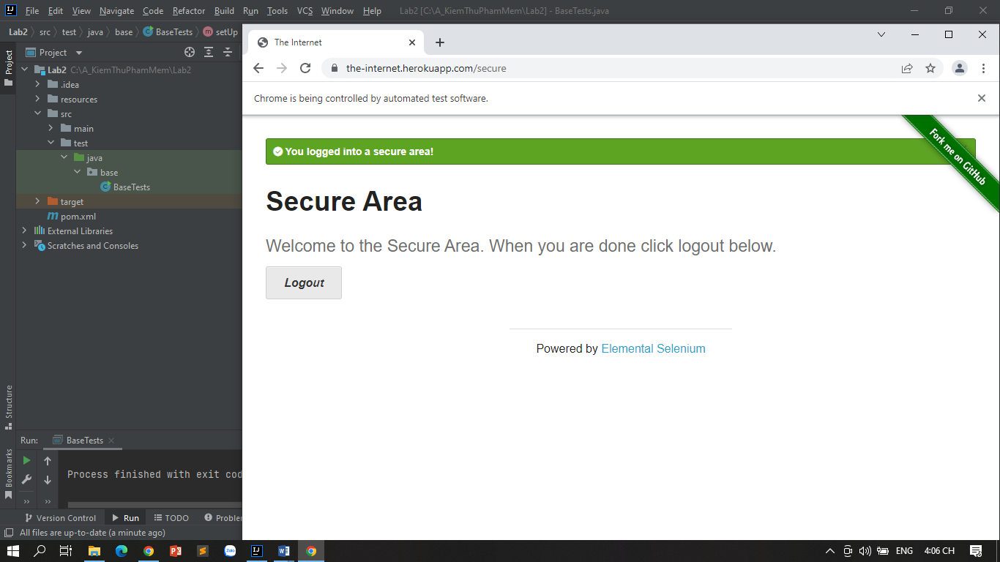 File Edit View Navigate Code Refactor Build Run Tools VCS Window Help Lab2 [C:\A_KiemThuPhamMem\Lab2] - BaseTests.java
Lab2 src test java base BaseTests m setUp
Project
Project
Lab2 C:\A_KiemThuPhamMem\Lab2
.idea
resources
src
main
test
java
base
BaseTests
target
m pom.xml
External Libraries
Scratches and Consoles
Structure
Bookmarks
Run: BaseTests
Process finished with exit cod
Version Control Run TODO Probler
All files are up-to-date (a minute ago)
The Internet
the-internet.herokuapp.com/secure
Chrome is being controlled by automated test software.
Fork me on GitHub
You logged into a secure area!
Secure Area
Welcome to the Secure Area. When you are done click logout below.
Logout
Powered by Elemental Selenium
Zalo
ENG 4:06 CH